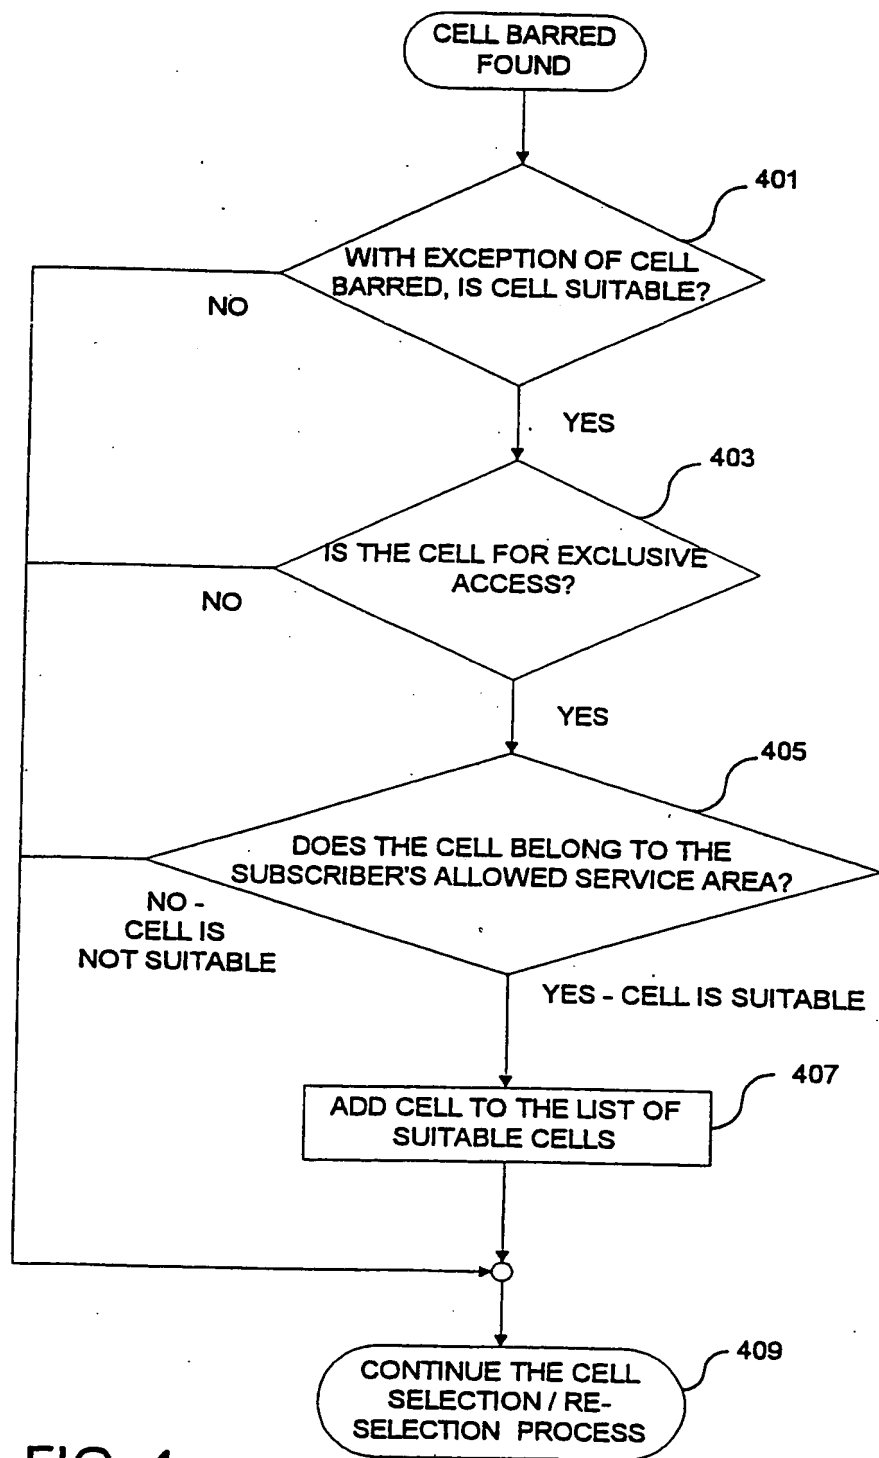 CELL BARRED
FOUND
401
WITH EXCEPTION OF CELL
BARRED, IS CELL SUITABLE?
NO
YES
403
IS THE CELL FOR EXCLUSIVE
ACCESS?
NO
YES
405
DOES THE CELL BELONG TO THE
SUBSCRIBER'S ALLOWED SERVICE AREA?
NO -
CELL IS
NOT SUITABLE
YES - CELL IS SUITABLE
407
ADD CELL TO THE LIST OF
SUITABLE CELLS
409
CONTINUE THE CELL
SELECTION / RE-
SELECTION PROCESS
FIG. 4